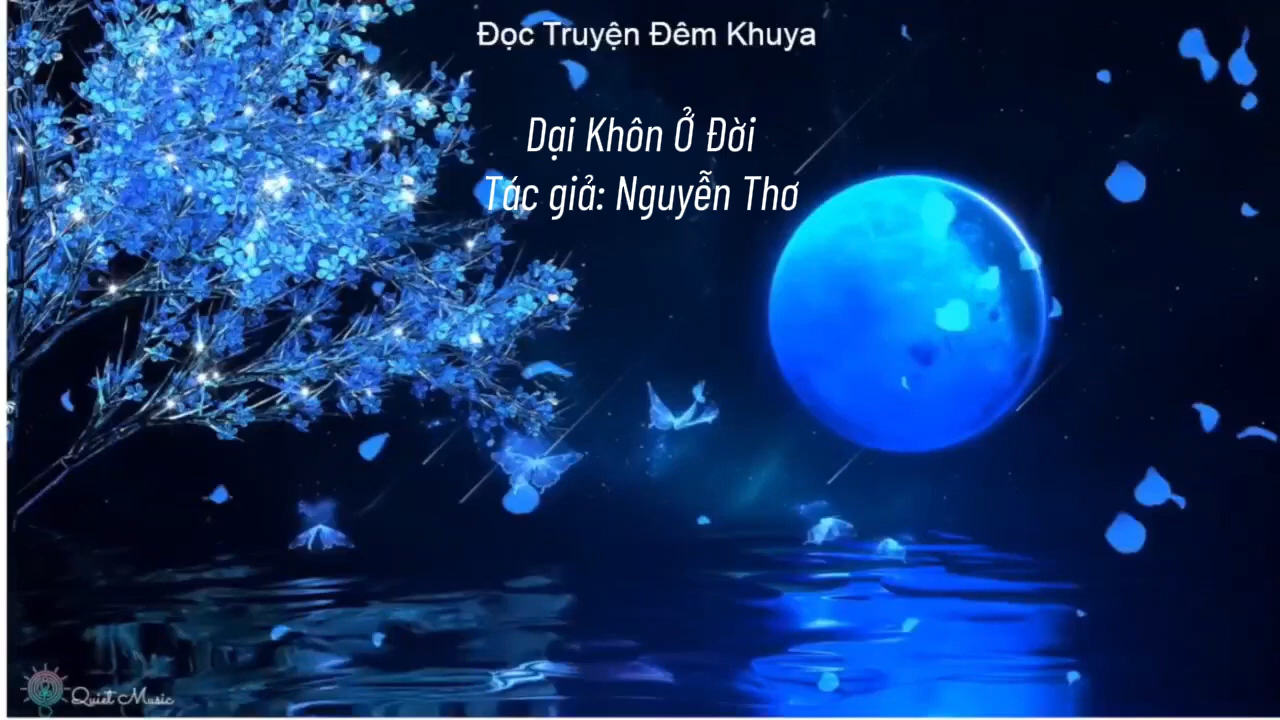 Đọc Truyện Đêm Khuya
Dại Khôn Ở Đời
Tác giả: Nguyễn Thơ
Quiet Music